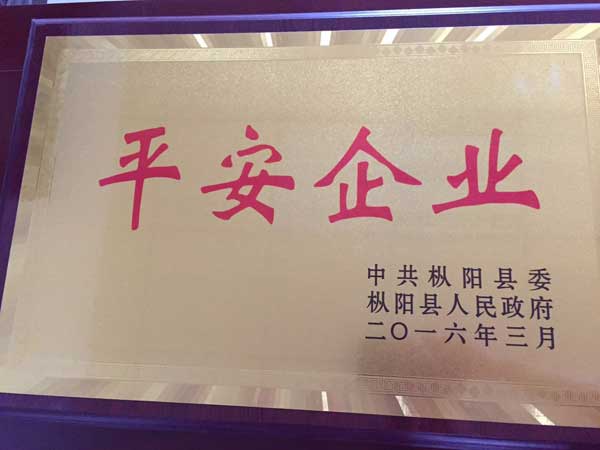 平安企业
中共枞阳县委
枞阳县人民政府
二〇一六年三月